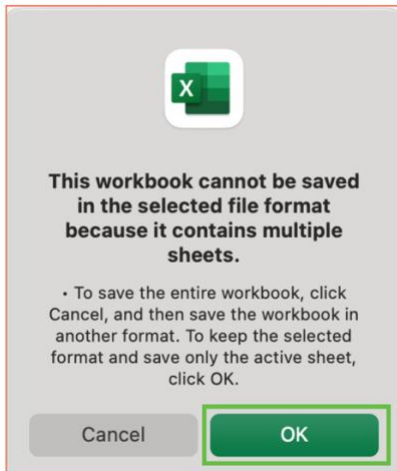 X
This workbook cannot be saved
in the selected file format
because it contains multiple
sheets.
• To save the entire workbook, click
Cancel, and then save the workbook in
another format. To keep the selected
format and save only the active sheet,
click OK.
Cancel
OK